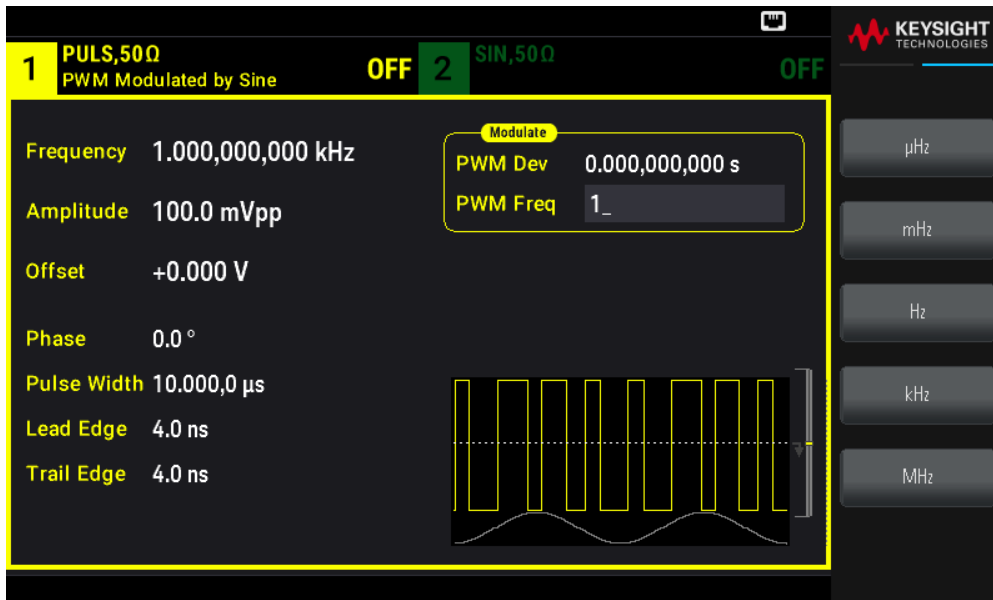 KEYSIGHT
TECHNOLOGIES
1 PULS,50Ω
PWM Modulated by Sine OFF
2 SIN,50Ω OFF
Frequency 1.000,000,000 kHz
Amplitude 100.0 mVpp
Offset +0.000 V
Phase 0.0 °
Pulse Width 10.000,0 µs
Lead Edge 4.0 ns
Trail Edge 4.0 ns
Modulate
PWM Dev 0.000,000,000 s
PWM Freq 1_
µHz
mHz
Hz
kHz
MHz